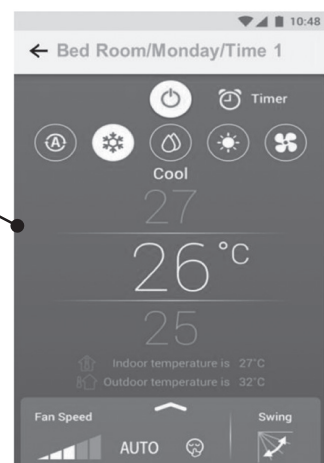 10:48
← Bed Room/Monday/Time 1
Timer
A
Cool
27
26°C
25
Indoor temperature is 27°C
Outdoor temperature is 32°C
Fan Speed
Swing
AUTO